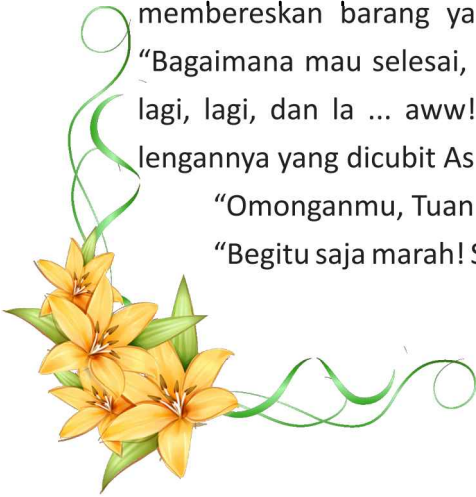 membereskan barang ya
“Bagaimana mau selesai,
lagi, lagi, dan la ... aww!
lengannya yang dicubit As
“Omonganmu, Tuan
“Begitu saja marah! S